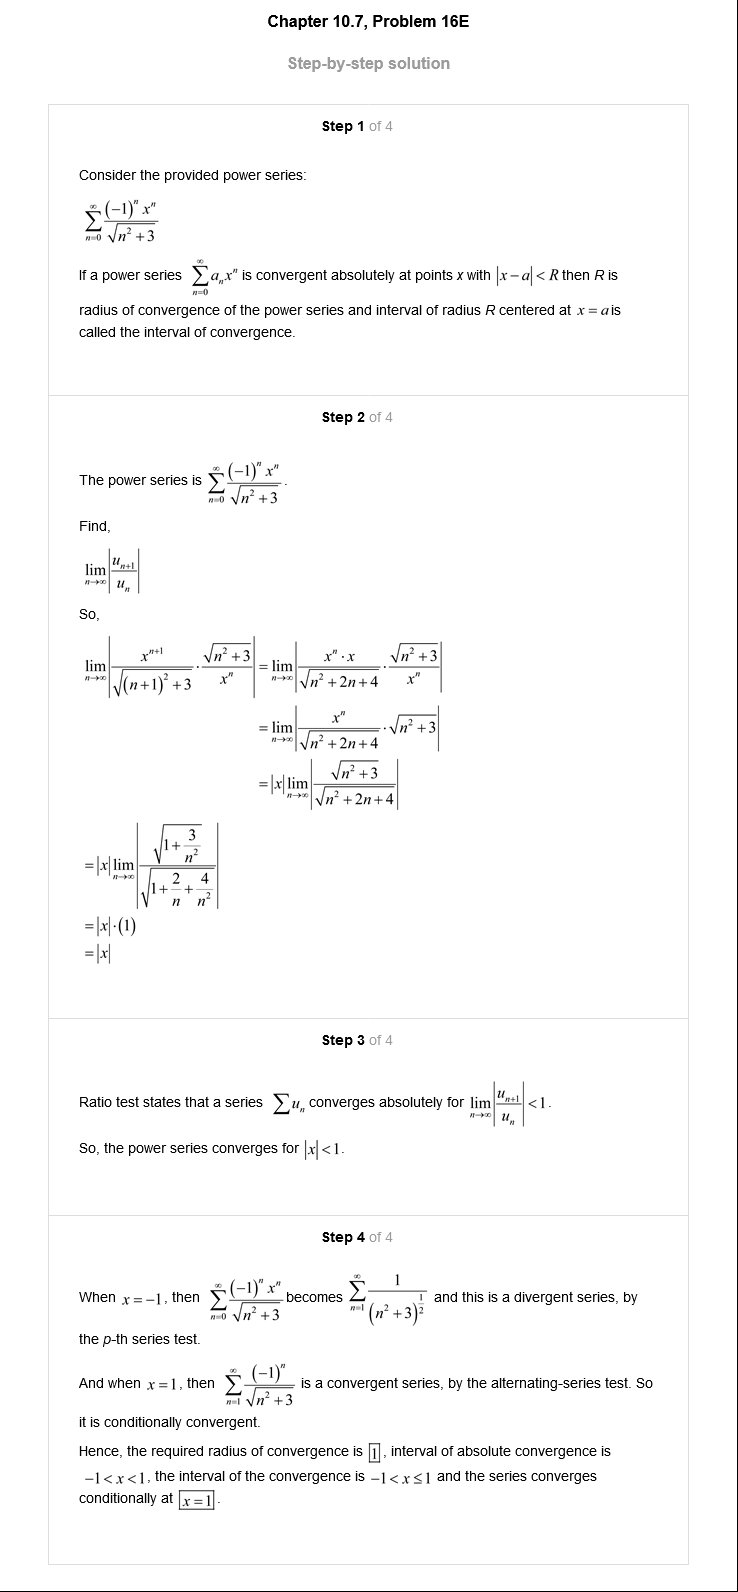 Chapter 10.7, Problem 16E
Step-by-step solution
Step 1 of 4
Consider the provided power series:
$\sum_{n=0}^{\infty}\frac{(-1)^n x^n}{\sqrt{n^2+3}}$
If a power series $\sum_{n=0}^{\infty} a_n x^n$ is convergent absolutely at points x with $|x-a|<R$ then R is
radius of convergence of the power series and interval of radius R centered at $x=a$ is
called the interval of convergence.
Step 2 of 4
The power series is $\sum_{n=0}^{\infty}\frac{(-1)^n x^n}{\sqrt{n^2+3}}$.
Find,
$\lim_{n\to\infty}\left|\frac{u_{n+1}}{u_n}\right|$
So,
$\lim_{n\to\infty}\left|\frac{x^{n+1}}{\sqrt{(n+1)^2+3}}\cdot\frac{\sqrt{n^2+3}}{x^n}\right|=\lim_{n\to\infty}\left|\frac{x^n\cdot x}{\sqrt{n^2+2n+4}}\cdot\frac{\sqrt{n^2+3}}{x^n}\right|$
$=\lim_{n\to\infty}\left|\frac{x^n}{\sqrt{n^2+2n+4}}\cdot\sqrt{n^2+3}\right|$
$=|x|\lim_{n\to\infty}\left|\frac{\sqrt{n^2+3}}{\sqrt{n^2+2n+4}}\right|$
$=|x|\lim_{n\to\infty}\left|\frac{\sqrt{1+\frac{3}{n^2}}}{\sqrt{1+\frac{2}{n}+\frac{4}{n^2}}}\right|$
$=|x|\cdot(1)$
$=|x|$
Step 3 of 4
Ratio test states that a series $\sum u_n$ converges absolutely for $\lim_{n\to\infty}\left|\frac{u_{n+1}}{u_n}\right|<1$.
So, the power series converges for $|x|<1$.
Step 4 of 4
When $x=-1$, then $\sum_{n=0}^{\infty}\frac{(-1)^n x^n}{\sqrt{n^2+3}}$ becomes $\sum_{n=1}^{\infty}\frac{1}{(n^2+3)^{\frac{1}{2}}}$ and this is a divergent series, by
the p-th series test.
And when $x=1$, then $\sum_{n=1}^{\infty}\frac{(-1)^n}{\sqrt{n^2+3}}$ is a convergent series, by the alternating-series test. So
it is conditionally convergent.
Hence, the required radius of convergence is $\boxed{1}$, interval of absolute convergence is
$-1<x<1$, the interval of the convergence is $-1<x\leq 1$ and the series converges
conditionally at $\boxed{x=1}$.